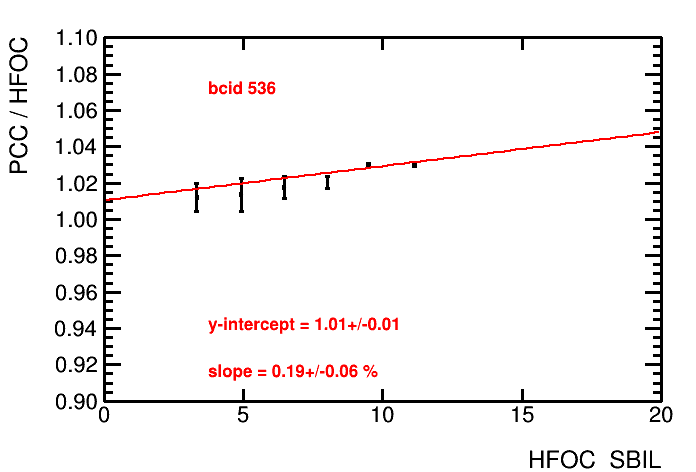 PCC / HFOC
1.10
1.08
1.06
1.04
1.02
1.00
0.98
0.96
0.94
0.92
0.90
bcid 536
y-intercept = 1.01+/-0.01
slope = 0.19+/-0.06 %
0 5 10 15 20
HFOC SBIL